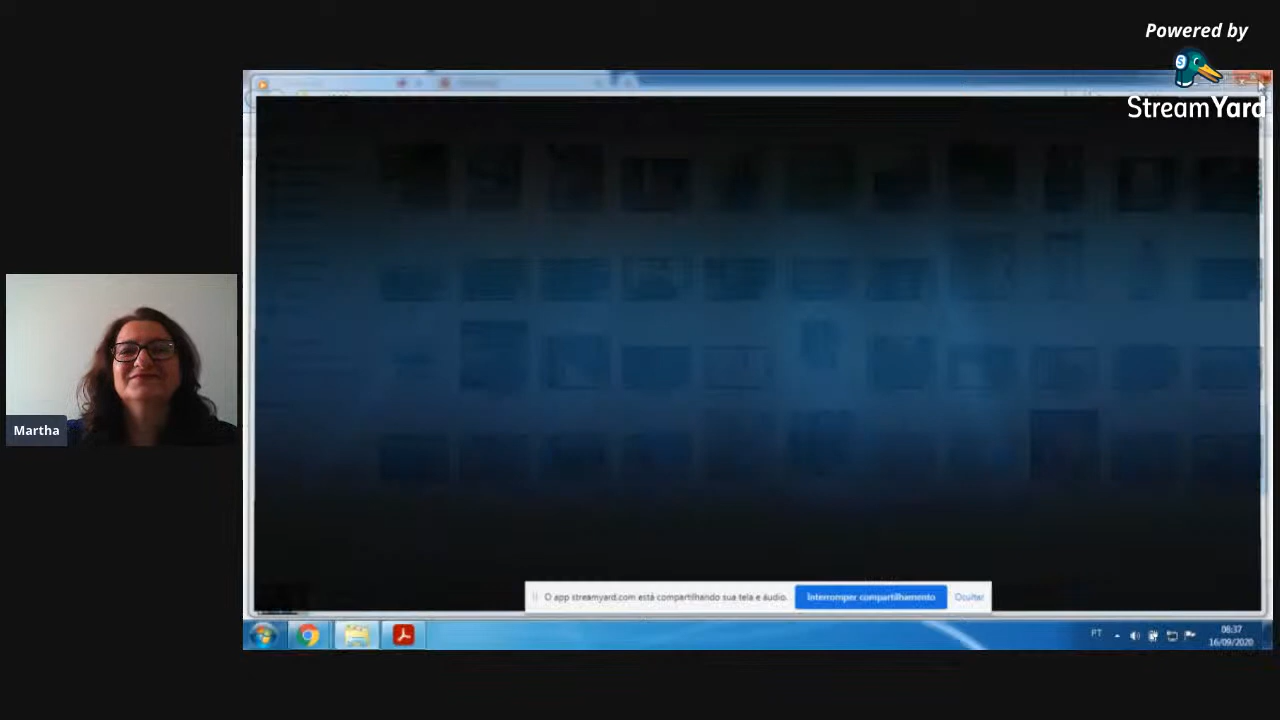 Powered by
StreamYard
Martha
O app streamyard.com está compartilhando sua tela e áudio.
Interromper compartilhamento
Ocultar
PT
08:37
16/09/2020